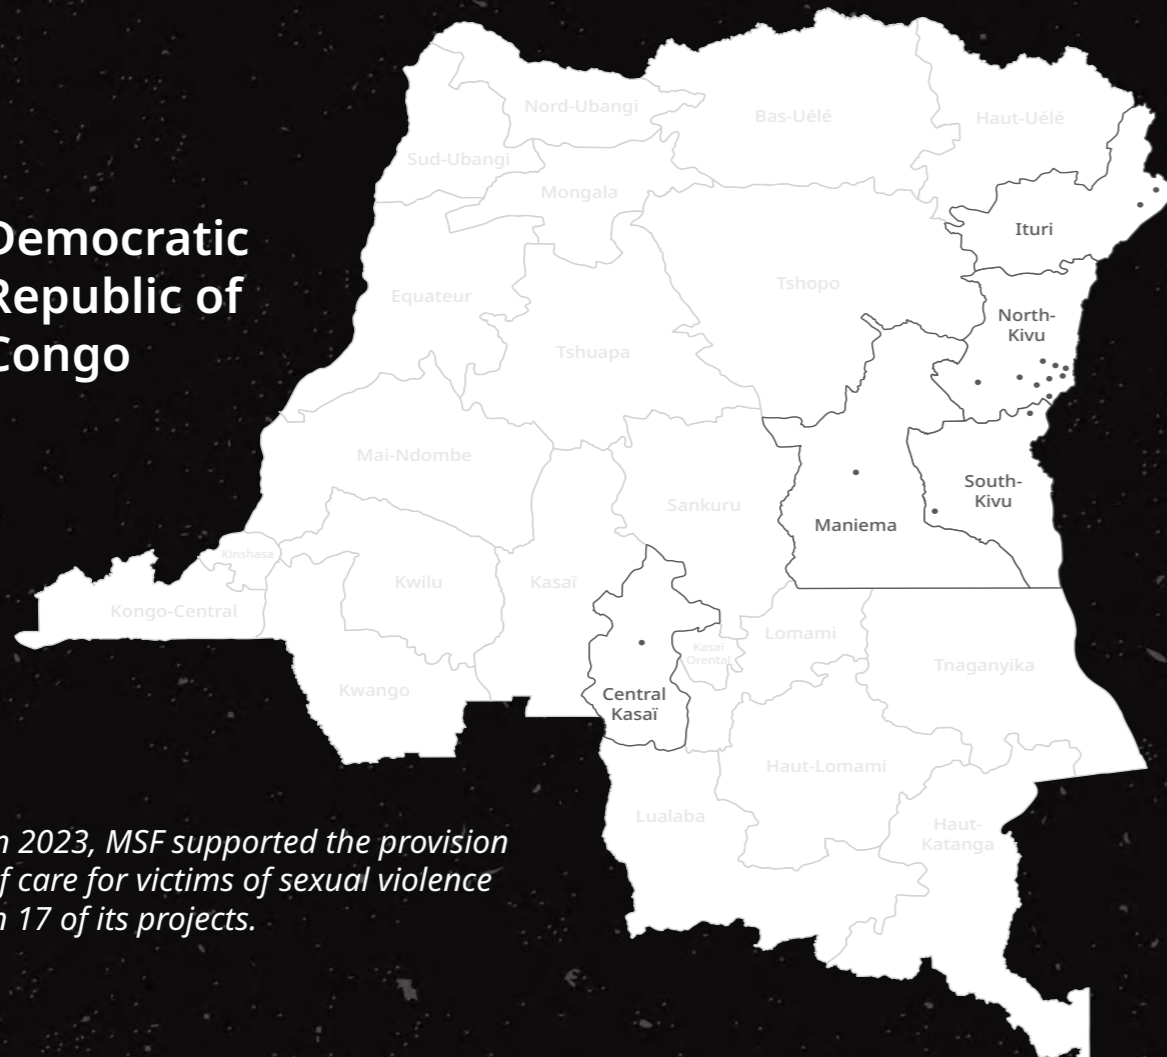 Democratic
Republic of
Congo
Nord-Ubangi
Bas-Uélé
Haut-Uélé
Sud-Ubangi
Mongala
Ituri
Equateur
Tshopo
North-
Kivu
Tshuapa
Mai-Ndombe
Sankuru
South-
Kivu
Maniema
Kinshasa
Kwilu
Kasaï
Kongo-Central
Lomami
Kasaï
Orental
Tnaganyika
Kwango
Central
Kasaï
Haut-Lomami
Lualaba
Haut-
Katanga
n 2023, MSF supported the provision
f care for victims of sexual violence
n 17 of its projects.